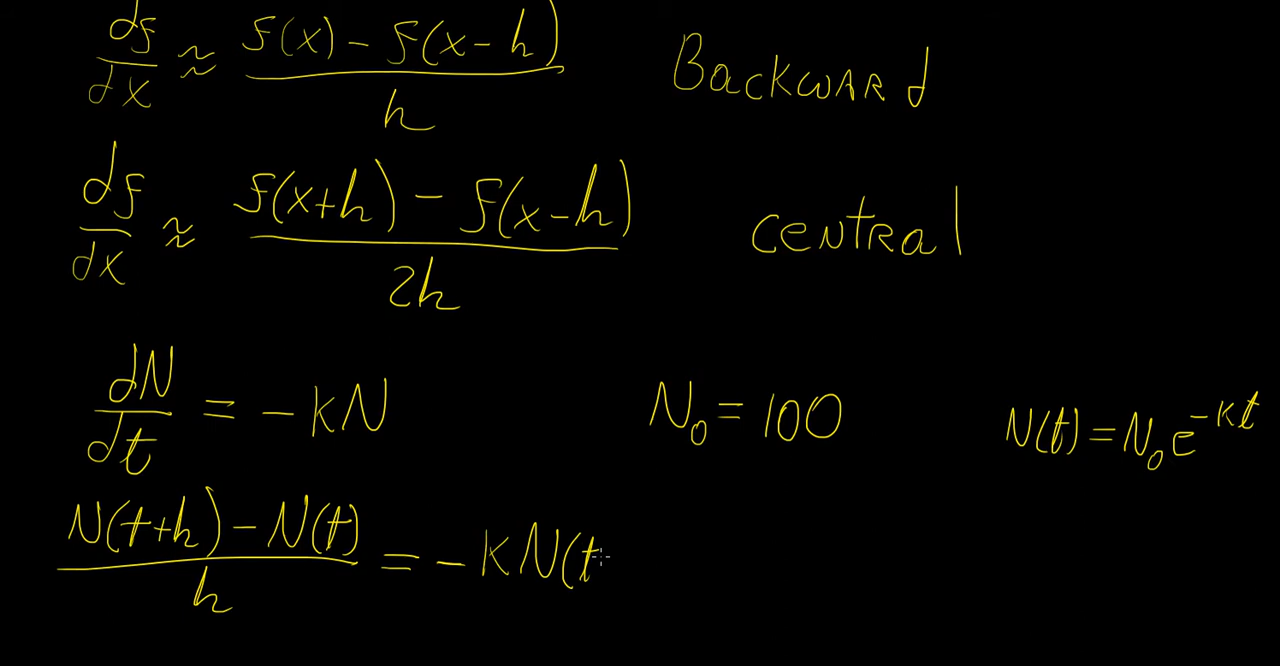 df/dx ≈ (f(x) - f(x-h))/h Backward
df/dx ≈ (f(x+h) - f(x-h))/2h central
dN/dt = -kN N₀ = 100 N(t) = N₀e^(-kt)
(N(t+h) - N(t))/h = -kN(t